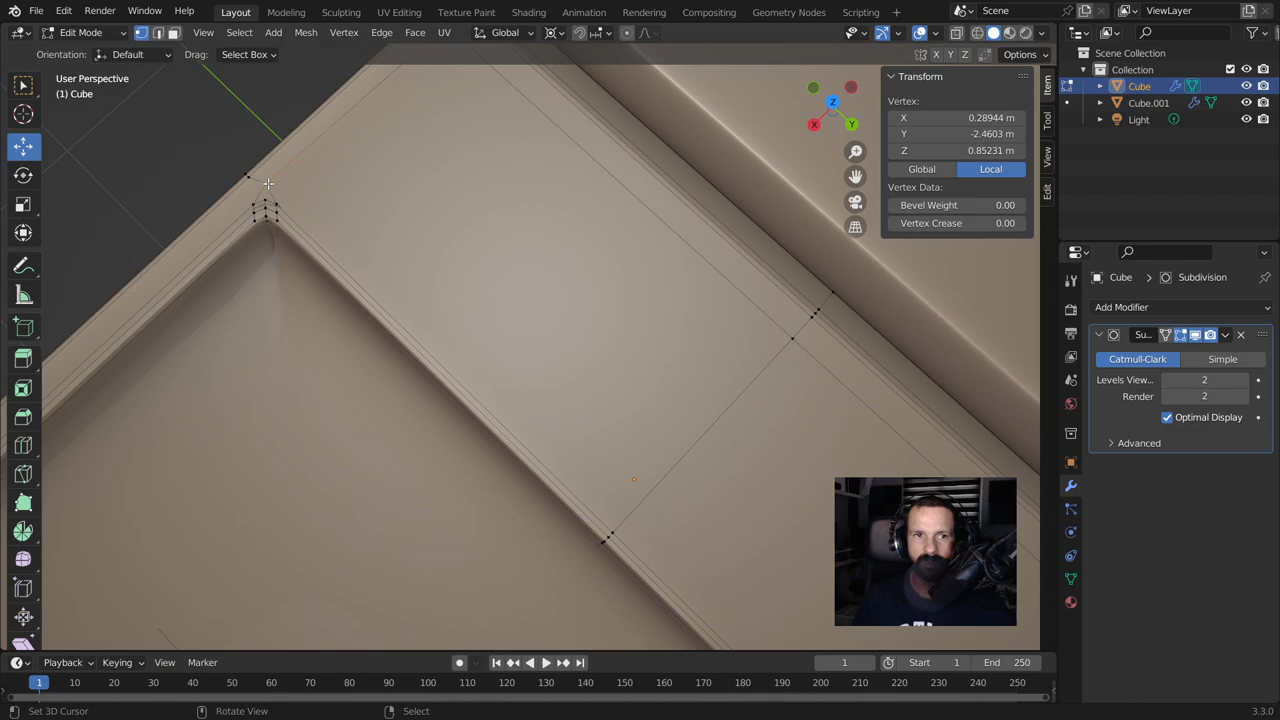 File Edit Render Window Help Layout Modeling Sculpting UV Editing Texture Paint Shading Animation Rendering Compositing Geometry Nodes Scripting Scene ViewLayer
Edit Mode View Select Add Mesh Vertex Edge Face UV Global
Orientation: Default Drag: Select Box X Y Z Options
User Perspective
(1) Cube
Z
X Y
Transform
Vertex:
X 0.28944 m
Y -2.4603 m
Z 0.85231 m
Global Local
Vertex Data:
Bevel Weight 0.00
Vertex Crease 0.00
Item
Tool
View
Edit
Scene Collection
Collection
Cube
Cube.001
Light
Cube Subdivision
Add Modifier
Su...
Catmull-Clark Simple
Levels View... 2
Render 2
Optimal Display
Advanced
Playback Keying View Marker 1 Start 1 End 250
1 10 20 30 40 50 60 70 80 90 100 110 120 130 140 150 160 170 180 190 200 210 220 230 240 250
Set 3D Cursor Rotate View Select 3.3.0